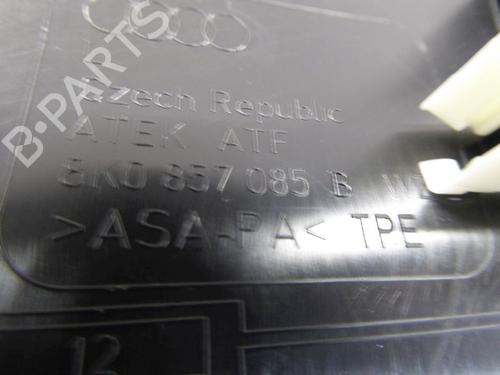 B-PARTS
Czech Republic
ATEK ATF
8K0 857 085 B
>ASA-PA< TPE
12